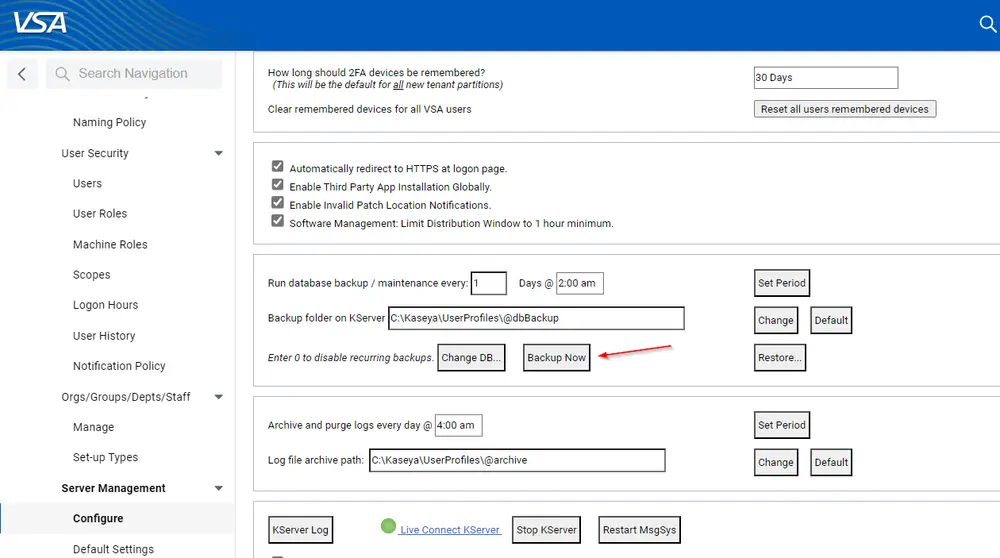 VSA
Search Navigation
Naming Policy
User Security
Users
User Roles
Machine Roles
Scopes
Logon Hours
User History
Notification Policy
Orgs/Groups/Depts/Staff
Manage
Set-up Types
Server Management
Configure
Default Settings
How long should 2FA devices be remembered?
(This will be the default for all new tenant partitions)
30 Days
Clear remembered devices for all VSA users
Reset all users remembered devices
Automatically redirect to HTTPS at logon page.
Enable Third Party App Installation Globally.
Enable Invalid Patch Location Notifications.
Software Management: Limit Distribution Window to 1 hour minimum.
Run database backup / maintenance every: 1 Days @ 2:00 am Set Period
Backup folder on KServer C:\Kaseya\UserProfiles\@dbBackup Change Default
Enter 0 to disable recurring backups. Change DB... Backup Now Restore...
Archive and purge logs every day @ 4:00 am Set Period
Log file archive path: C:\Kaseya\UserProfiles\@archive Change Default
KServer Log Live Connect KServer Stop KServer Restart MsgSys